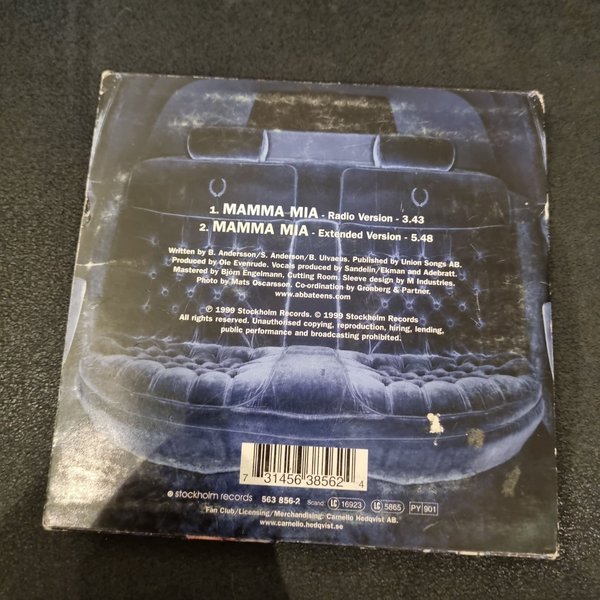 1. MAMMA MIA - Radio Version - 3.43
2. MAMMA MIA - Extended Version - 5.48
Written by B. Andersson/S. Anderson/B. Ulvaeus. Published by Union Songs AB.
Produced by Ole Evenrude. Vocals produced by Sandelin/Ekman and Adebratt.
Mastered by Björn Engelmann, Cutting Room. Sleeve design by M Industries.
Photo by Mats Oscarsson. Co-ordination by Grönberg & Partner.
www.abbateens.com
℗ 1999 Stockholm Records. © 1999 Stockholm Records
All rights reserved. Unauthorised copying, reproduction, hiring, lending,
public performance and broadcasting prohibited.
7 31456 38562 4
stockholm records 563 856-2 Scand: LC 16923 LC 5865 PY 901
Fan Club/Licensing/Merchandising: Carnello Hedqvist AB.
www.carnello.hedqvist.se